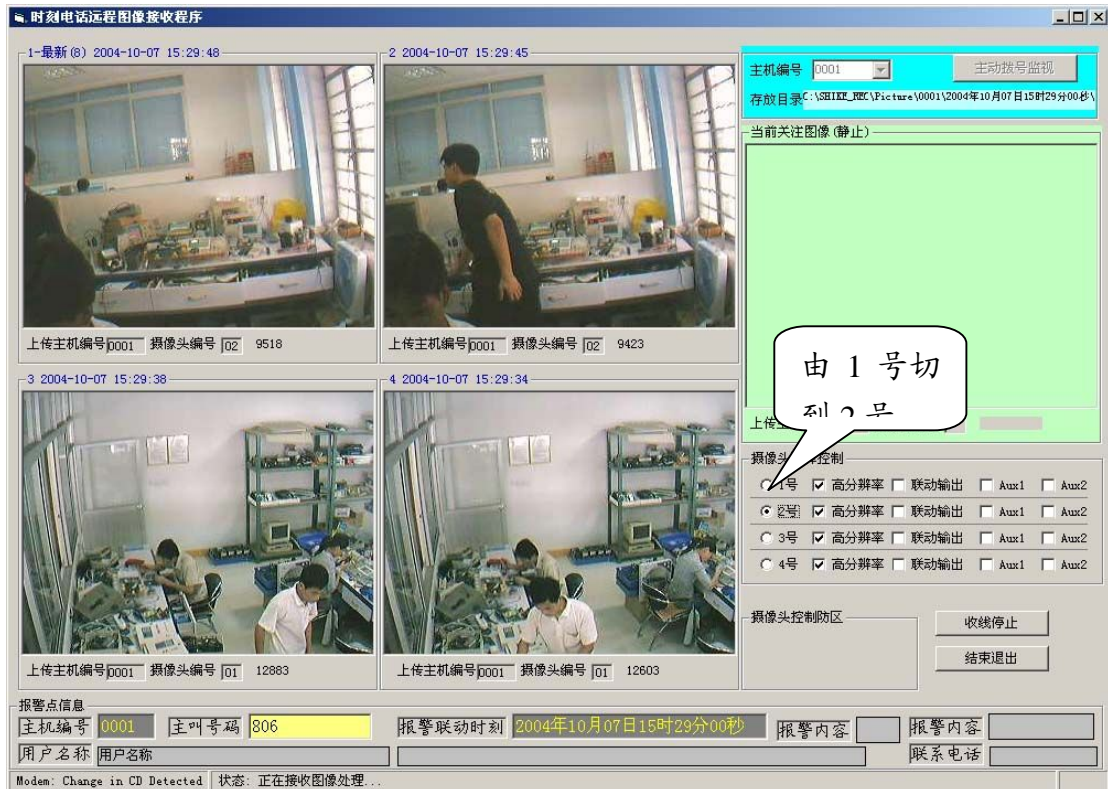 时刻电话远程图像接收程序
1-最新(8) 2004-10-07 15:29:48
2 2004-10-07 15:29:45
上传主机编号 0001 摄像头编号 02 9518
上传主机编号 0001 摄像头编号 02 9423
3 2004-10-07 15:29:38
4 2004-10-07 15:29:34
上传主机编号 0001 摄像头编号 01 12883
上传主机编号 0001 摄像头编号 01 12603
主机编号 0001 主动拨号监视
存放目录 C:\SHIKE_REC\Picture\0001\2004年10月07日15时29分00秒\
当前关注图像(静止)
由 1 号切
到 2 号
上传
摄像头 控制
1号 高分辨率 联动输出 Aux1 Aux2
2号 高分辨率 联动输出 Aux1 Aux2
3号 高分辨率 联动输出 Aux1 Aux2
4号 高分辨率 联动输出 Aux1 Aux2
摄像头控制防区
收线停止
结束退出
报警点信息
主机编号 0001 主叫号码 806 报警联动时刻 2004年10月07日15时29分00秒 报警内容 报警内容
用户名称 用户名称 联系电话
Modem: Change in CD Detected 状态: 正在接收图像处理...